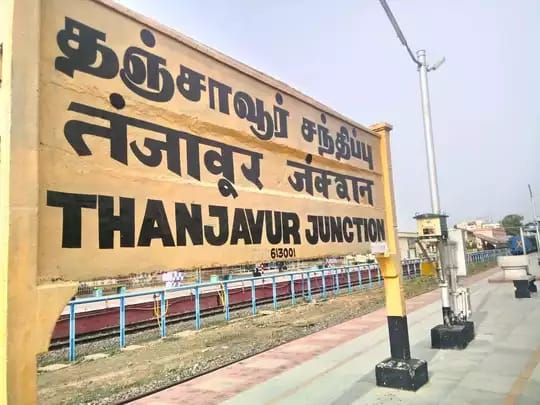 தஞ்சாவூர் சந்திப்பு
तंजावूर जंक्शन
THANJAVUR JUNCTION
613001